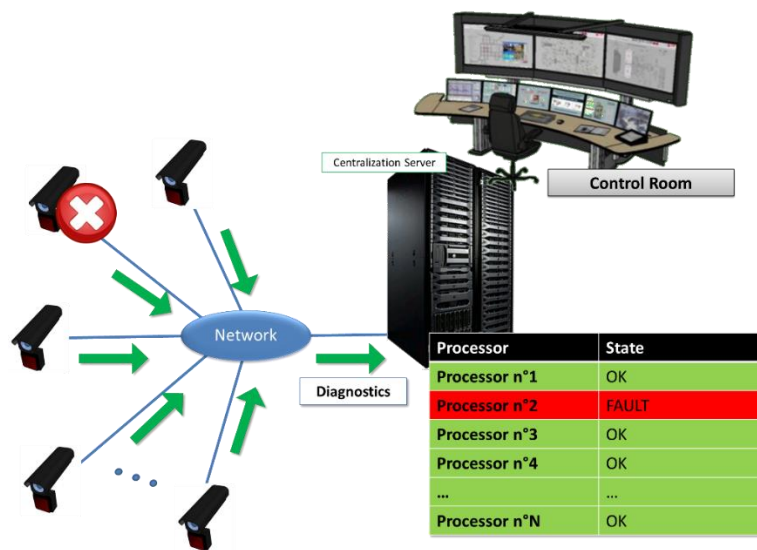 Centralization Server
Control Room
Network
Diagnostics
Processor State
Processor n°1 OK
Processor n°2 FAULT
Processor n°3 OK
Processor n°4 OK
... ...
Processor n°N OK